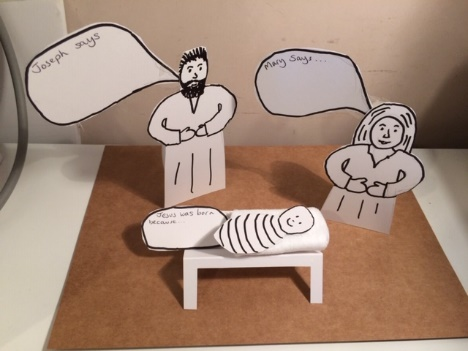 Joseph says
Mary says...
Jesus was born
because...